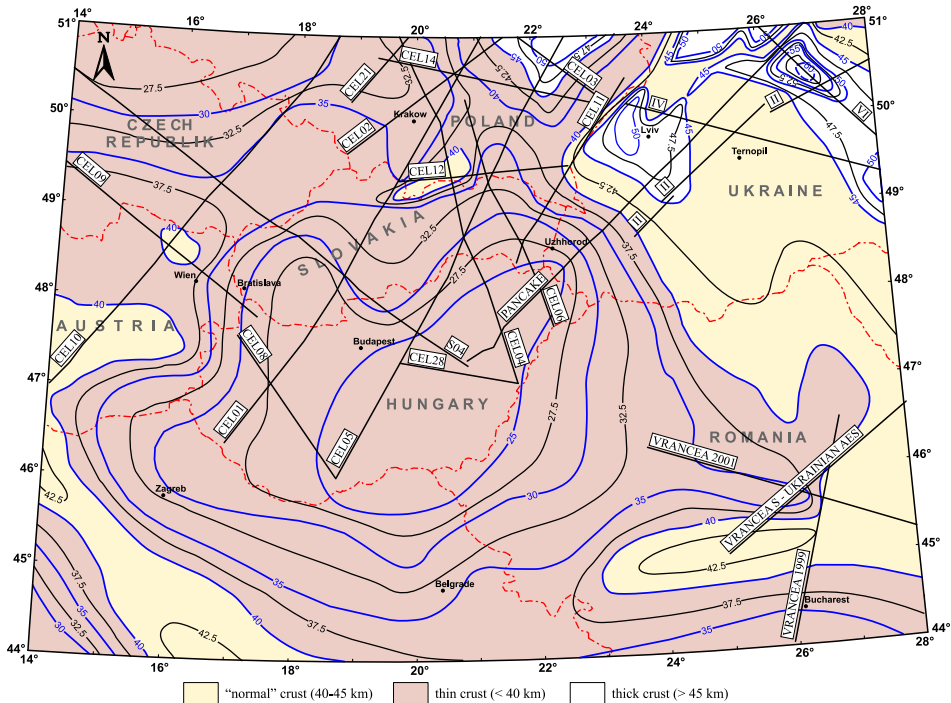 14° 16° 18° 20° 22° 24° 26° 28°
51° 51°
N
CEL14
CEL21
CEL03
CEL11
CEL02
50° 50°
Krakow
POLAND
IV
II
VI
Lviv
CZECH
REPUBLIK
Ternopil
CEL09
CEL12
II
UKRAINE
49° 49°
III
SLOVAKIA
Uzhhorod
Wien
Bratislava
48° 48°
PANCAKE
CEL06
AUSTRIA
CEL10
CEL08
Budapest
S04
CEL04
CEL28
47° 47°
HUNGARY
CEL01
CEL05
ROMANIA
VRANCEA 2001
VRANCEA S - UKRAINIAN AES
46° 46°
Zagreb
45° 45°
Belgrade
VRANCEA 1999
Bucharest
44° 44°
14° 16° 18° 20° 22° 24° 26° 28°
27.5
30
32.5
35
37.5
40
42.5
45
47.5
50
25
“normal” crust (40-45 km) thin crust (< 40 km) thick crust (> 45 km)